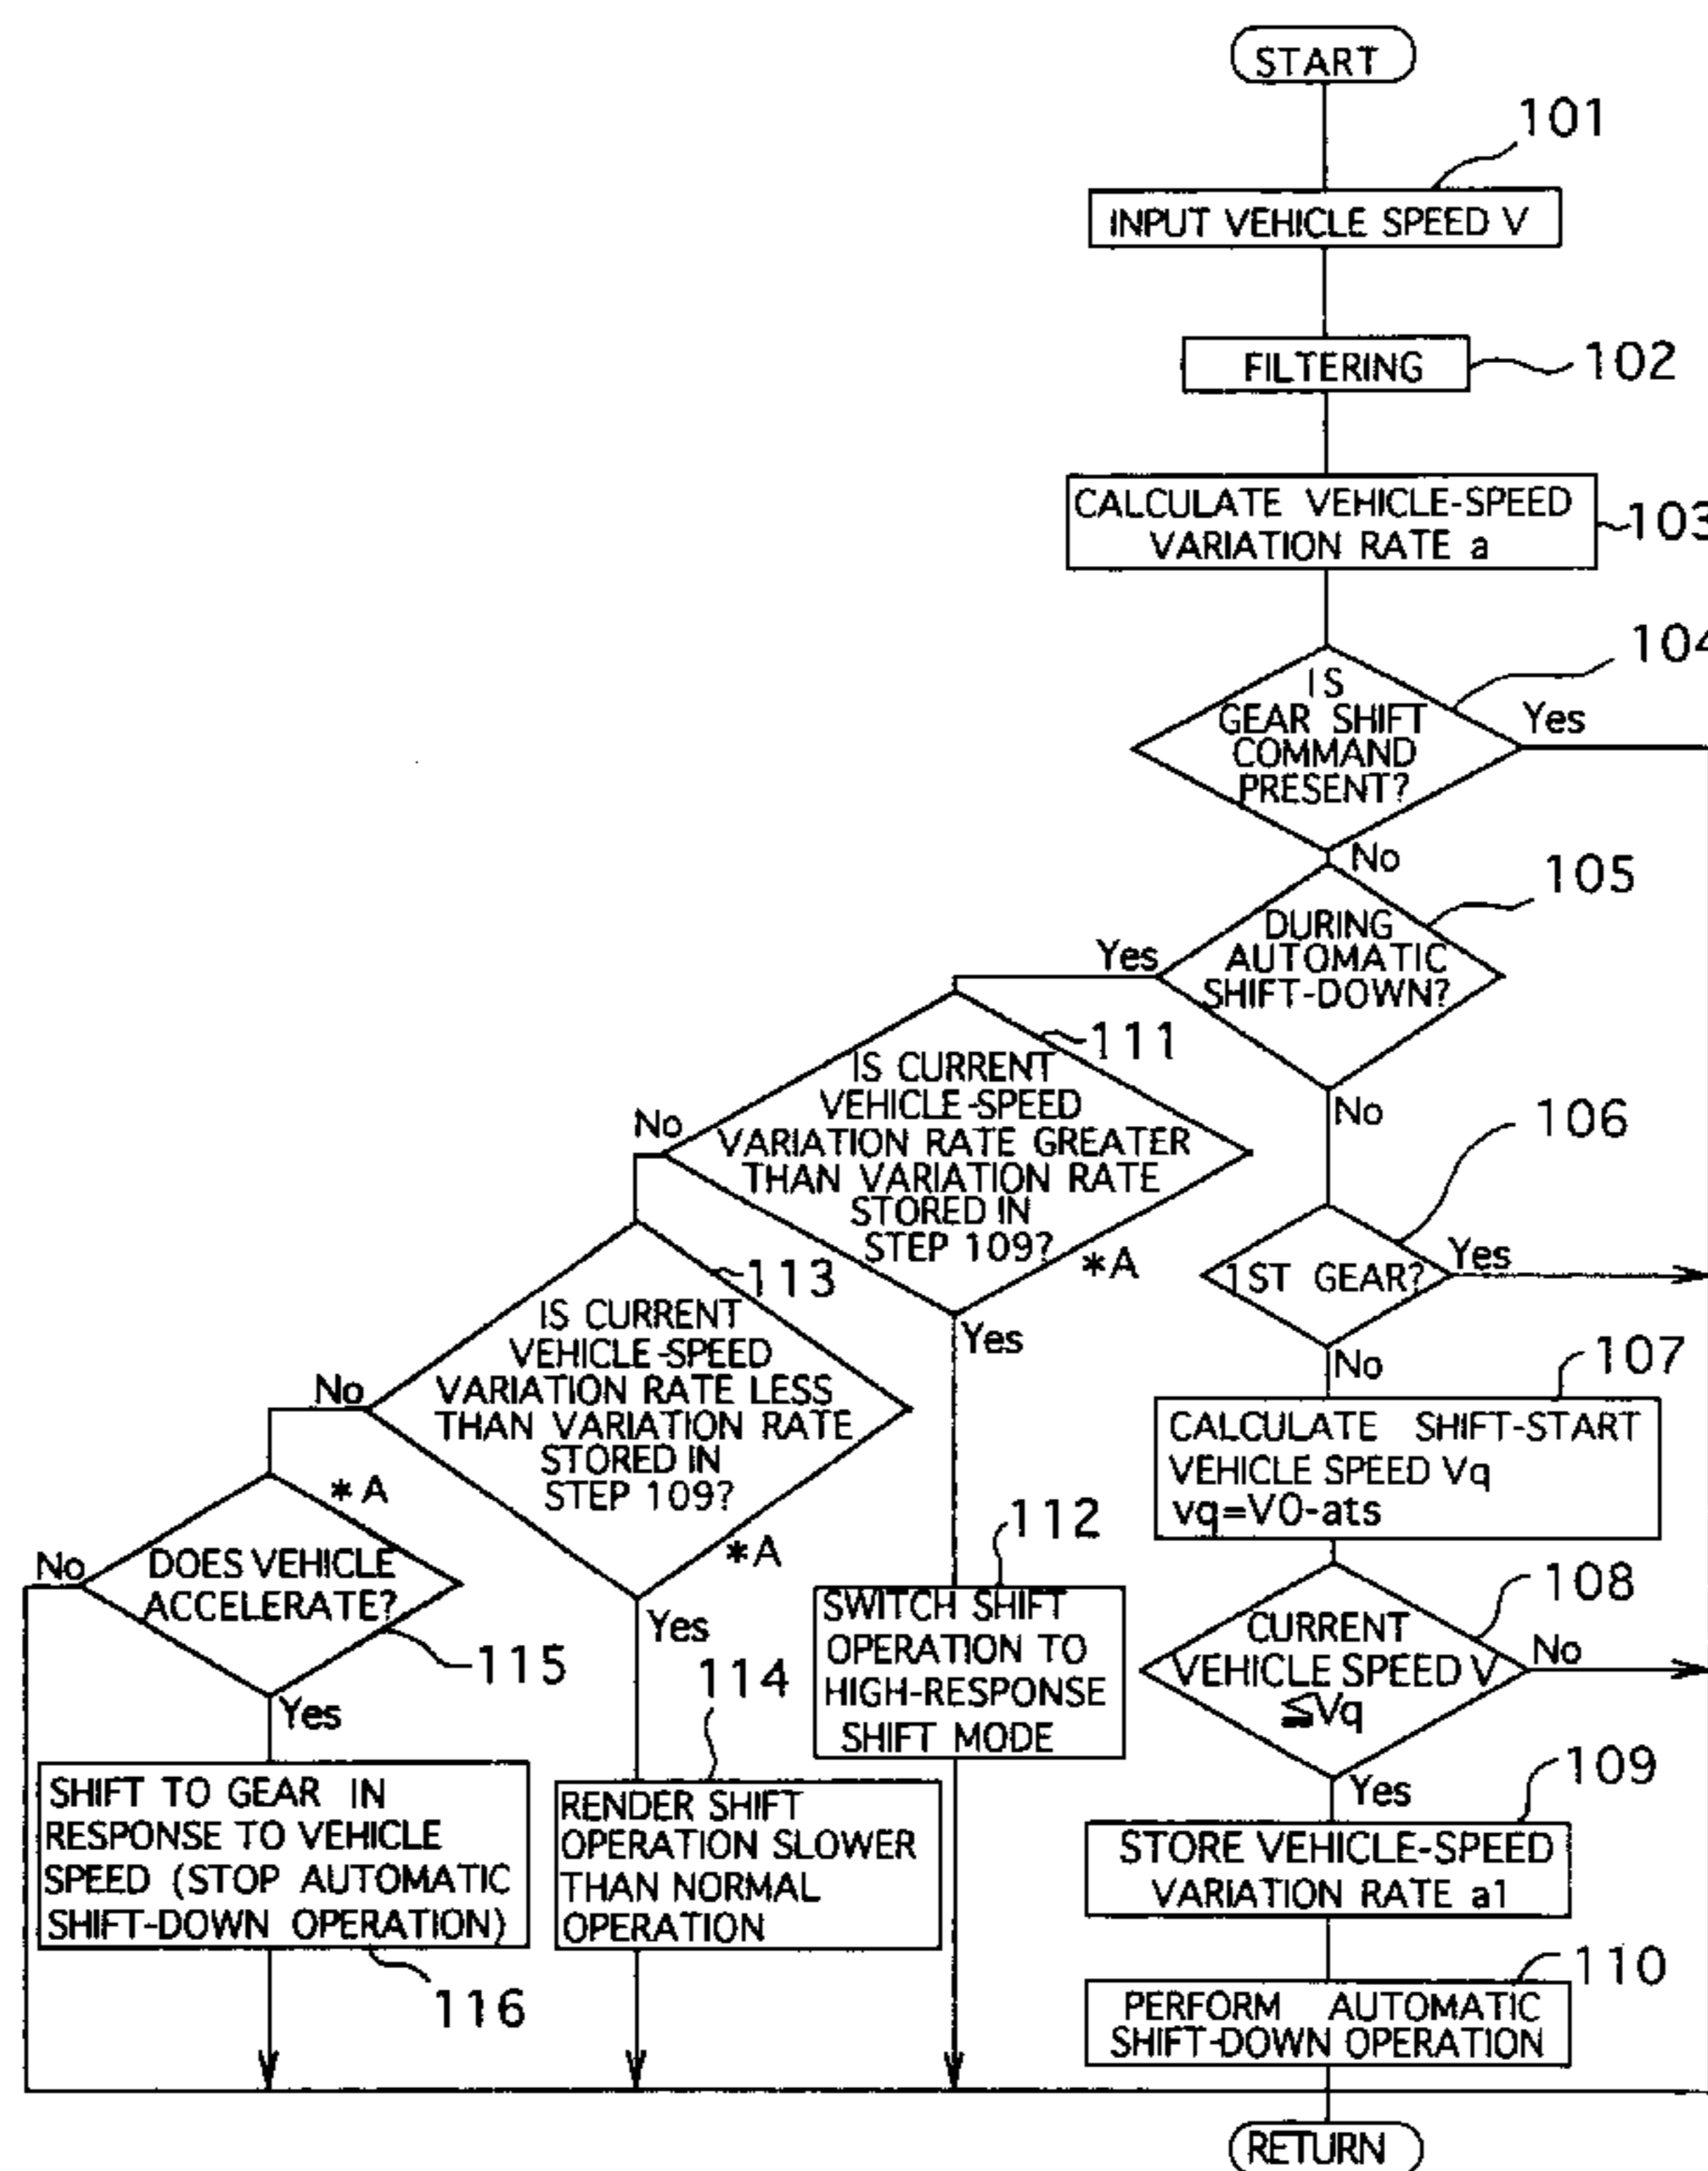 START
101
INPUT VEHICLE SPEED V
FILTERING
102
CALCULATE VEHICLE-SPEED
VARIATION RATE a
103
104
IS
GEAR SHIFT
COMMAND
PRESENT?
Yes
No
105
DURING
AUTOMATIC
SHIFT-DOWN?
Yes
No
111
IS CURRENT
VEHICLE-SPEED
VARIATION RATE GREATER
THAN VARIATION RATE
STORED IN
STEP 109?
*A
No
Yes
106
1ST GEAR?
Yes
No
113
IS CURRENT
VEHICLE-SPEED
VARIATION RATE LESS
THAN VARIATION RATE
STORED IN
STEP 109?
*A
No
Yes
107
CALCULATE SHIFT-START
VEHICLE SPEED Vq
vq=V0-ats
*A
DOES VEHICLE
ACCELERATE?
No
115
Yes
112
SWITCH SHIFT
OPERATION TO
HIGH-RESPONSE
SHIFT MODE
108
CURRENT
VEHICLE SPEED V
≦Vq
No
Yes
114
RENDER SHIFT
OPERATION SLOWER
THAN NORMAL
OPERATION
SHIFT TO GEAR IN
RESPONSE TO VEHICLE
SPEED (STOP AUTOMATIC
SHIFT-DOWN OPERATION)
116
109
STORE VEHICLE-SPEED
VARIATION RATE a1
110
PERFORM AUTOMATIC
SHIFT-DOWN OPERATION
RETURN